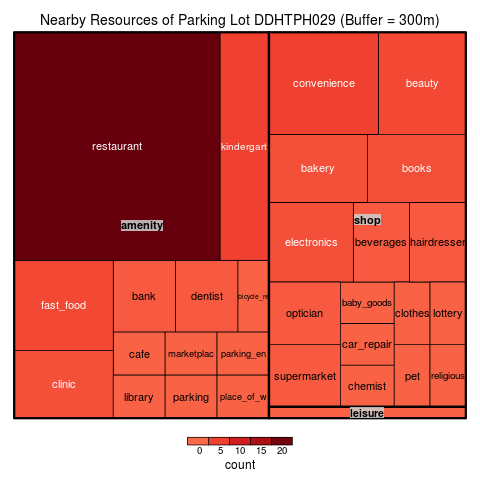 Nearby Resources of Parking Lot DDHTPH029 (Buffer = 300m)
restaurant
kindergart
amenity
fast_food
clinic
bank
dentist
bicycle_re
cafe
marketplac
parking_en
library
parking
place_of_w
convenience
beauty
bakery
books
shop
electronics
beverages
hairdresser
optician
baby_goods
clothes
lottery
car_repair
supermarket
chemist
pet
religious
leisure
0 5 10 15 20
count